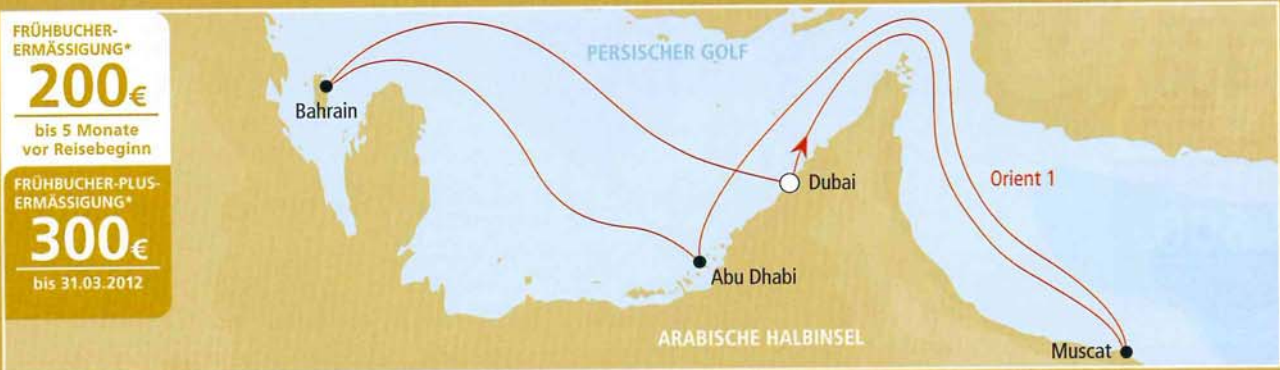 FRÜHBUCHER-
ERMÄSSIGUNG*
200€
bis 5 Monate
vor Reisebeginn
FRÜHBUCHER-PLUS-
ERMÄSSIGUNG*
300€
bis 31.03.2012
PERSISCHER GOLF
Bahrain
Dubai
Orient 1
Abu Dhabi
ARABISCHE HALBINSEL
Muscat